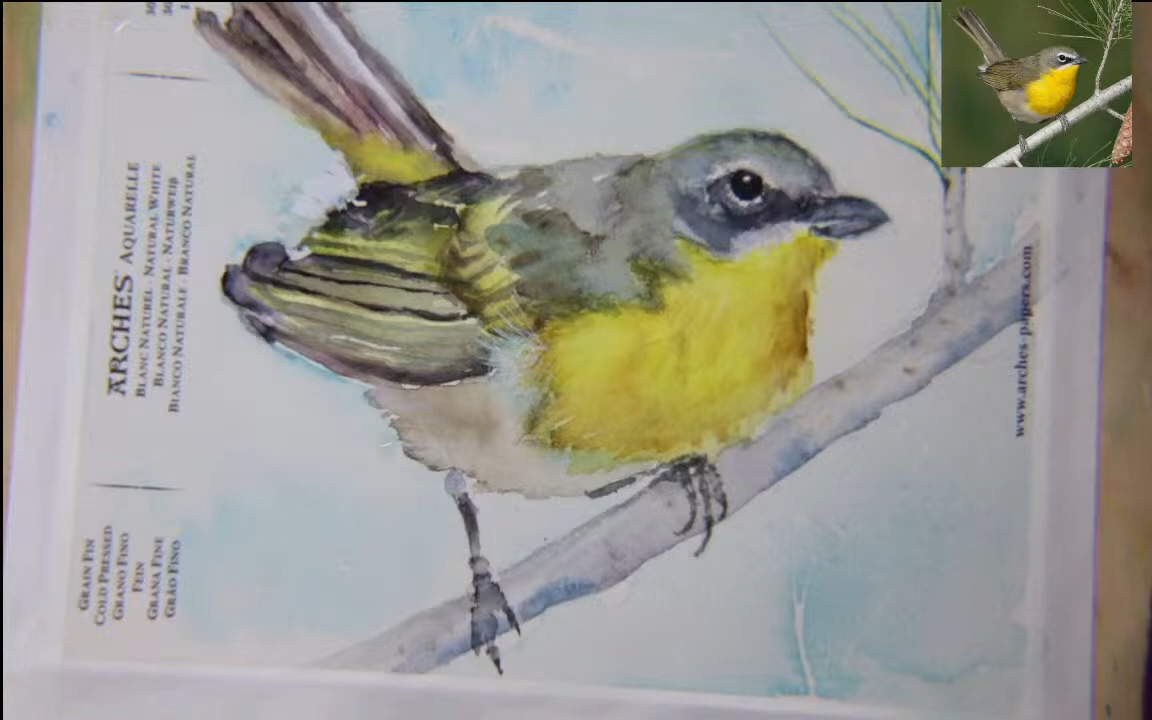 ARCHES® AQUARELLE
BLANC NATUREL · NATURAL WHITE
BLANCO NATURAL · NATURWEIß
BIANCO NATURALE · BRANCO NATURAL
GRAIN FIN
COLD PRESSED
GRANO FINO
FEIN
GRANA FINE
GRÃO FINO
www.arches-papers.com